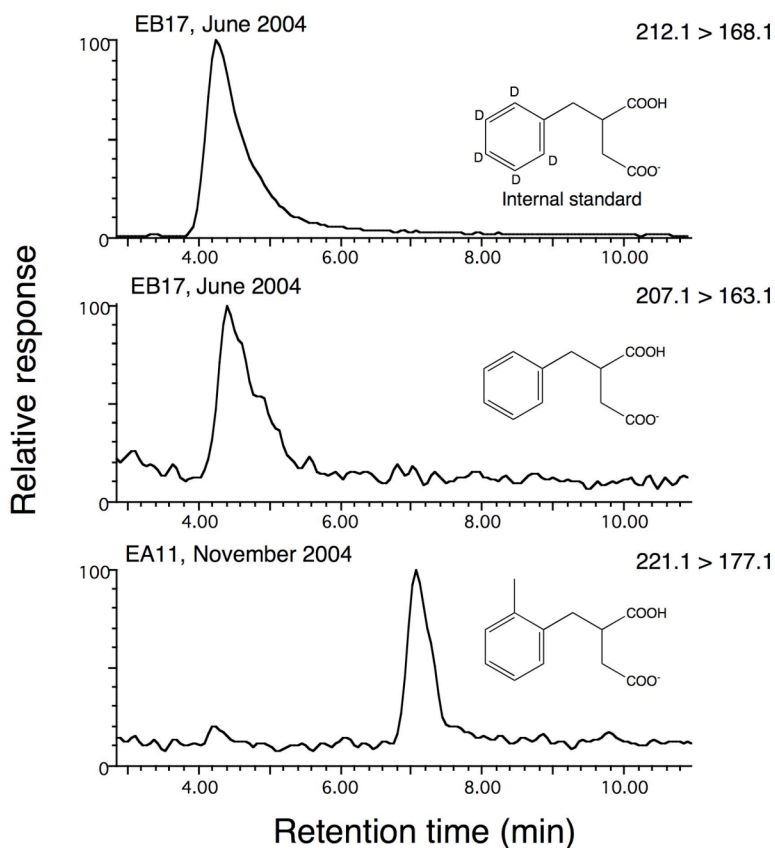 EB17, June 2004
212.1 > 168.1
100
0
4.00 6.00 8.00 10.00
D
D
D
D
D
COOH
COO-
Internal standard
EB17, June 2004
207.1 > 163.1
100
0
4.00 6.00 8.00 10.00
COOH
COO-
Relative response
EA11, November 2004
221.1 > 177.1
100
0
4.00 6.00 8.00 10.00
COOH
COO-
Retention time (min)